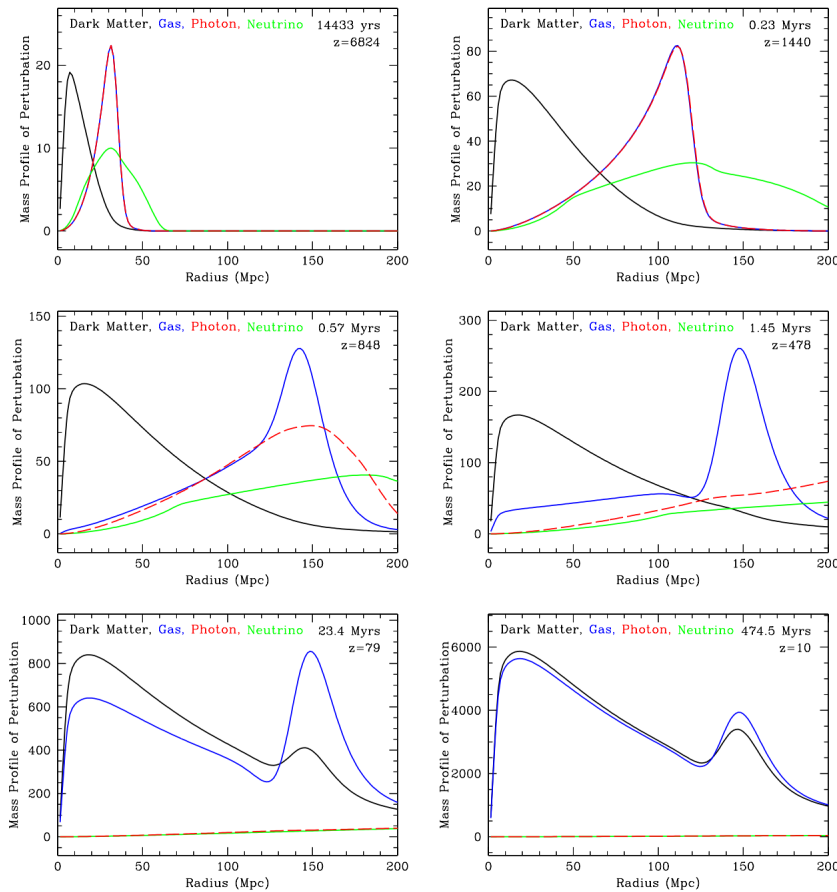 Dark Matter, Gas, Photon, Neutrino 14433 yrs
z=6824
Mass Profile of Perturbation
20
10
0
0 50 100 150 200
Radius (Mpc)
Dark Matter, Gas, Photon, Neutrino 0.23 Myrs
z=1440
Mass Profile of Perturbation
80
60
40
20
0
0 50 100 150 200
Radius (Mpc)
Dark Matter, Gas, Photon, Neutrino 0.57 Myrs
z=848
Mass Profile of Perturbation
150
100
50
0
0 50 100 150 200
Radius (Mpc)
Dark Matter, Gas, Photon, Neutrino 1.45 Myrs
z=478
Mass Profile of Perturbation
300
200
100
0
0 50 100 150 200
Radius (Mpc)
Dark Matter, Gas, Photon, Neutrino 23.4 Myrs
z=79
Mass Profile of Perturbation
1000
800
600
400
200
0
0 50 100 150 200
Radius (Mpc)
Dark Matter, Gas, Photon, Neutrino 474.5 Myrs
z=10
Mass Profile of Perturbation
6000
4000
2000
0
0 50 100 150 200
Radius (Mpc)